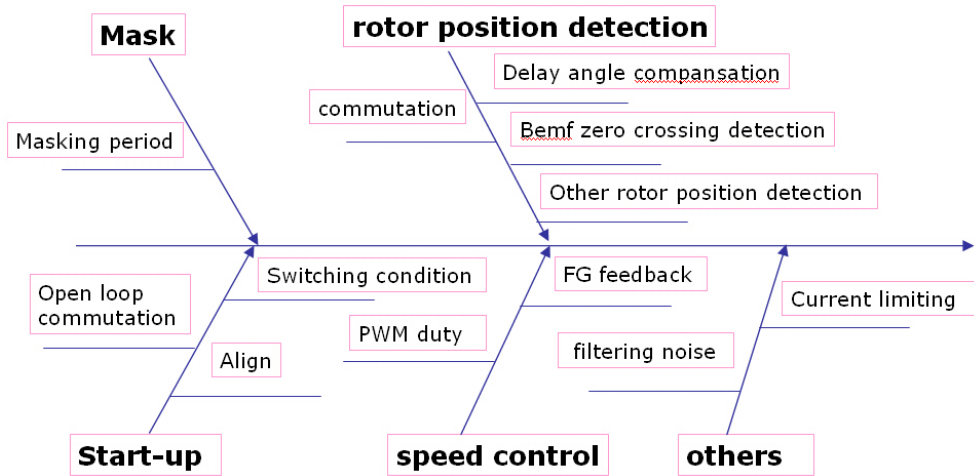 Mask
rotor position detection
Delay angle compansation
commutation
Bemf zero crossing detection
Masking period
Other rotor position detection
Switching condition
FG feedback
Open loop
commutation
Current limiting
PWM duty
filtering noise
Align
Start-up
speed control
others